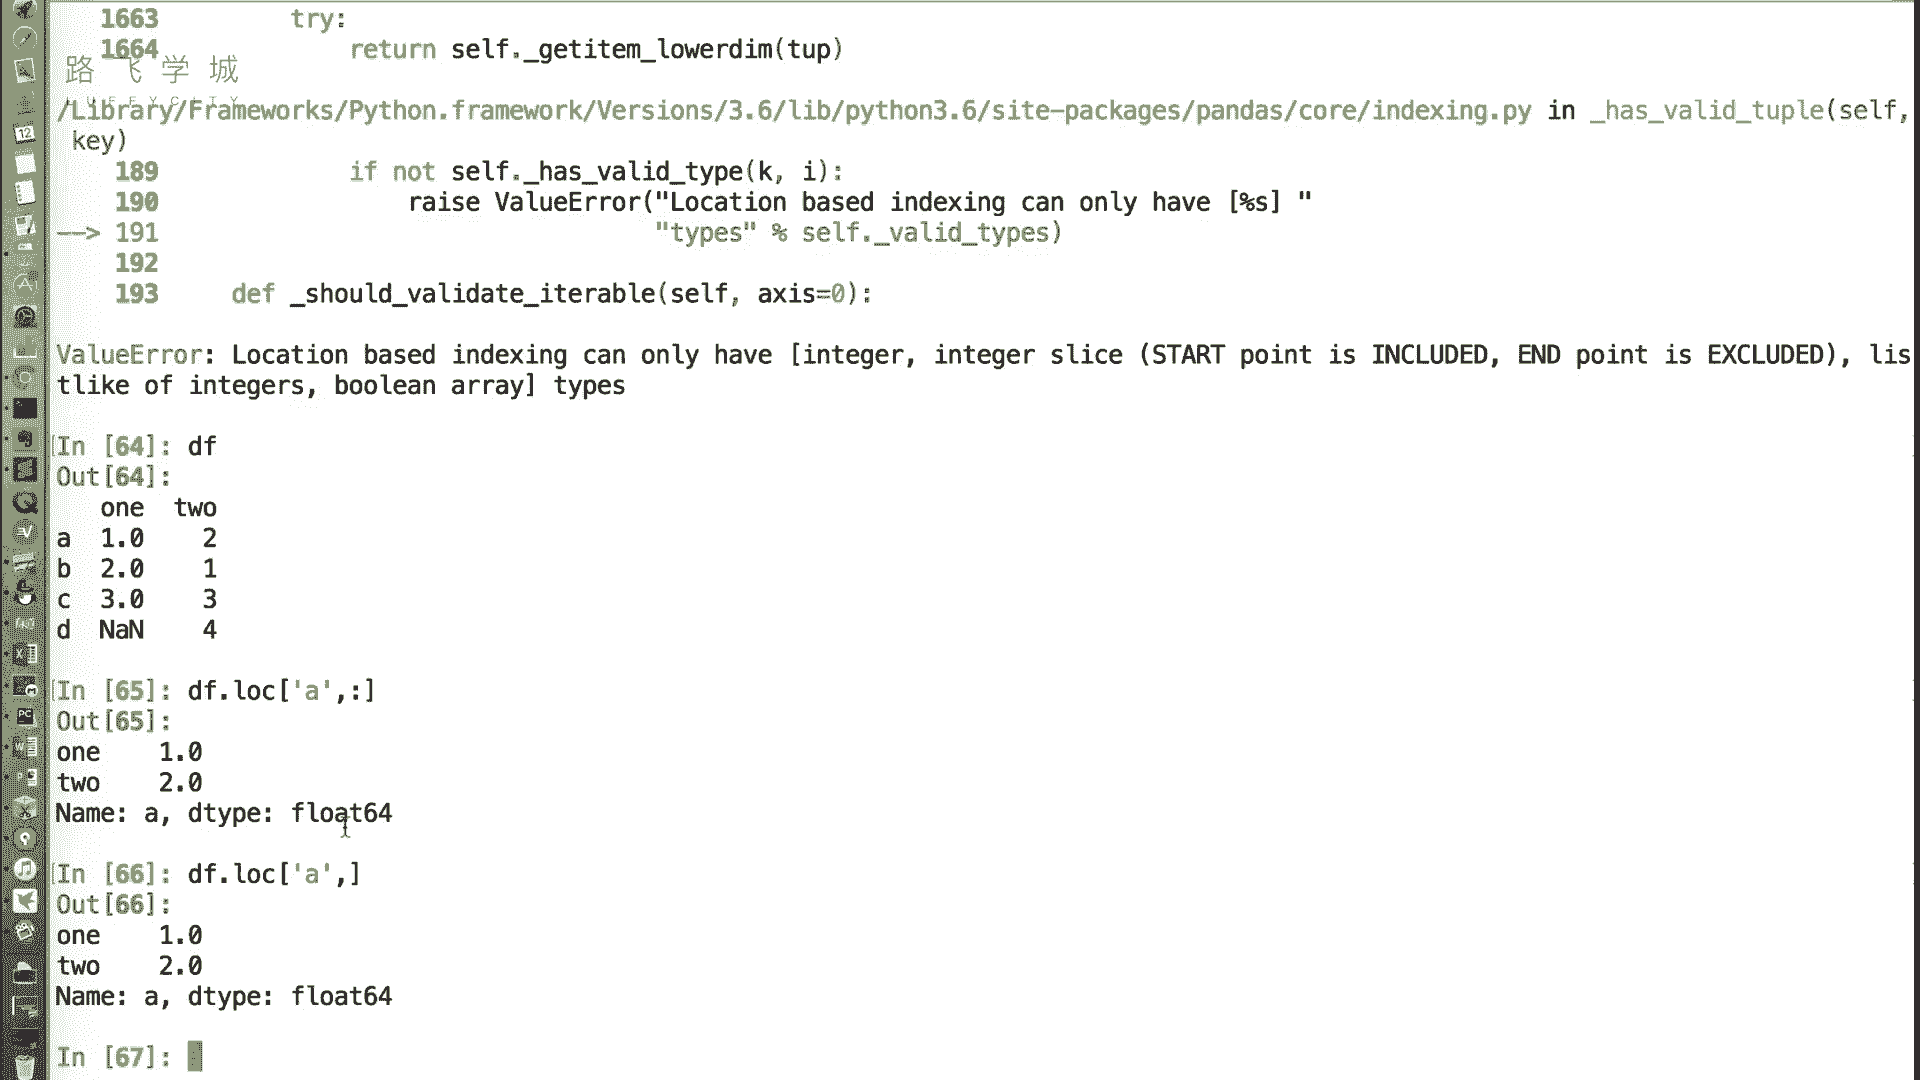 1663         try:
1664             return self._getitem_lowerdim(tup)
路飞学城
LUFFYCITY
/Library/Frameworks/Python.framework/Versions/3.6/lib/python3.6/site-packages/pandas/core/indexing.py in _has_valid_tuple(self,
key)
189             if not self._has_valid_type(k, i):
190                 raise ValueError("Location based indexing can only have [%s] "
--> 191                                  "types" % self._valid_types)
192
193     def _should_validate_iterable(self, axis=0):
ValueError: Location based indexing can only have [integer, integer slice (START point is INCLUDED, END point is EXCLUDED), lis
tlike of integers, boolean array] types
In [64]: df
Out[64]:
one  two
a  1.0    2
b  2.0    1
c  3.0    3
d  NaN    4
In [65]: df.loc['a',:]
Out[65]:
one    1.0
two    2.0
Name: a, dtype: float64
In [66]: df.loc['a',]
Out[66]:
one    1.0
two    2.0
Name: a, dtype: float64
In [67]: